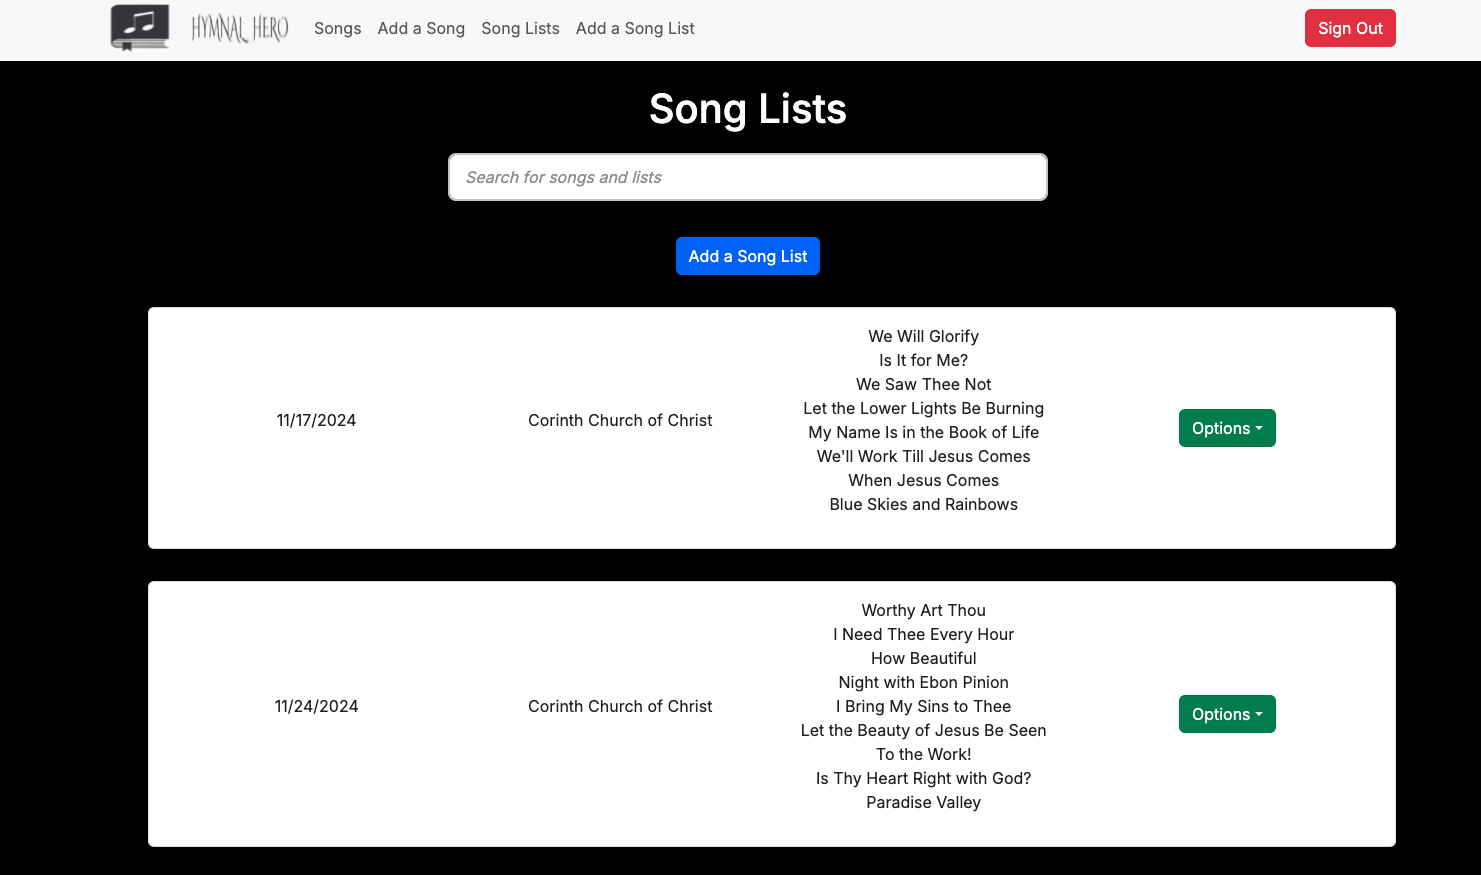 HYMNAL HERO Songs Add a Song Song Lists Add a Song List Sign Out
Song Lists
Search for songs and lists
Add a Song List
We Will Glorify
Is It for Me?
We Saw Thee Not
Let the Lower Lights Be Burning
11/17/2024 Corinth Church of Christ
My Name Is in the Book of Life
Options
We'll Work Till Jesus Comes
When Jesus Comes
Blue Skies and Rainbows
Worthy Art Thou
I Need Thee Every Hour
How Beautiful
Night with Ebon Pinion
11/24/2024 Corinth Church of Christ I Bring My Sins to Thee Options
Let the Beauty of Jesus Be Seen
To the Work!
Is Thy Heart Right with God?
Paradise Valley